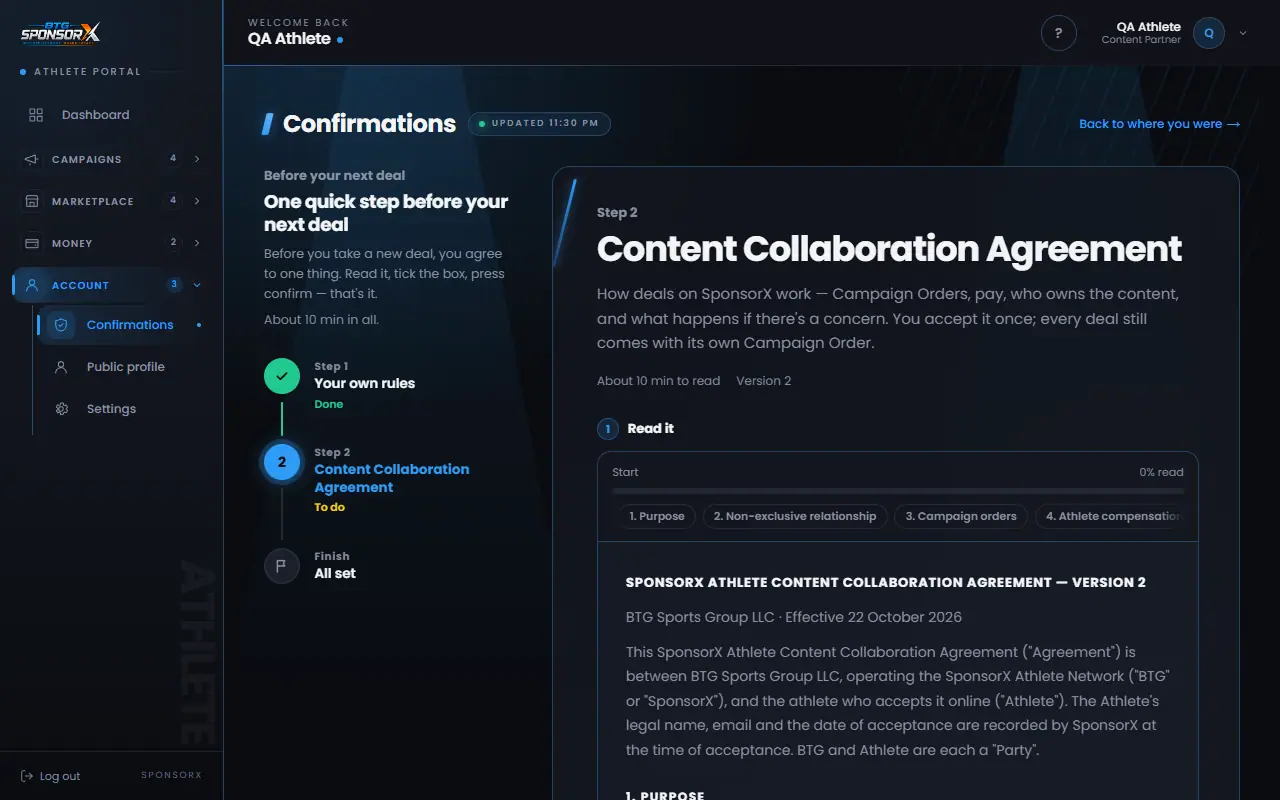 BTG
SPONSORX
ATHLETE PORTAL
Dashboard
CAMPAIGNS 4
MARKETPLACE 4
MONEY 2
ACCOUNT 3
Confirmations
Public profile
Settings
ATHLETE
Log out
SPONSORX
WELCOME BACK
QA Athlete
?
QA Athlete
Content Partner
Q
Confirmations
UPDATED 11:30 PM
Back to where you were →
Before your next deal
One quick step before your
next deal
Before you take a new deal, you agree
to one thing. Read it, tick the box, press
confirm — that's it.
About 10 min in all.
Step 1
Your own rules
Done
2
Step 2
Content Collaboration
Agreement
To do
Finish
All set
Step 2
Content Collaboration Agreement
How deals on SponsorX work — Campaign Orders, pay, who owns the content,
and what happens if there's a concern. You accept it once; every deal still
comes with its own Campaign Order.
About 10 min to read Version 2
1 Read it
Start 0% read
1. Purpose 2. Non-exclusive relationship 3. Campaign orders 4. Athlete compensation
SPONSORX ATHLETE CONTENT COLLABORATION AGREEMENT — VERSION 2
BTG Sports Group LLC · Effective 22 October 2026
This SponsorX Athlete Content Collaboration Agreement ("Agreement") is
between BTG Sports Group LLC, operating the SponsorX Athlete Network ("BTG"
or "SponsorX"), and the athlete who accepts it online ("Athlete"). The Athlete's
legal name, email and the date of acceptance are recorded by SponsorX at
the time of acceptance. BTG and Athlete are each a "Party".
1. PURPOSE